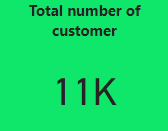 Total number of
customer
11K